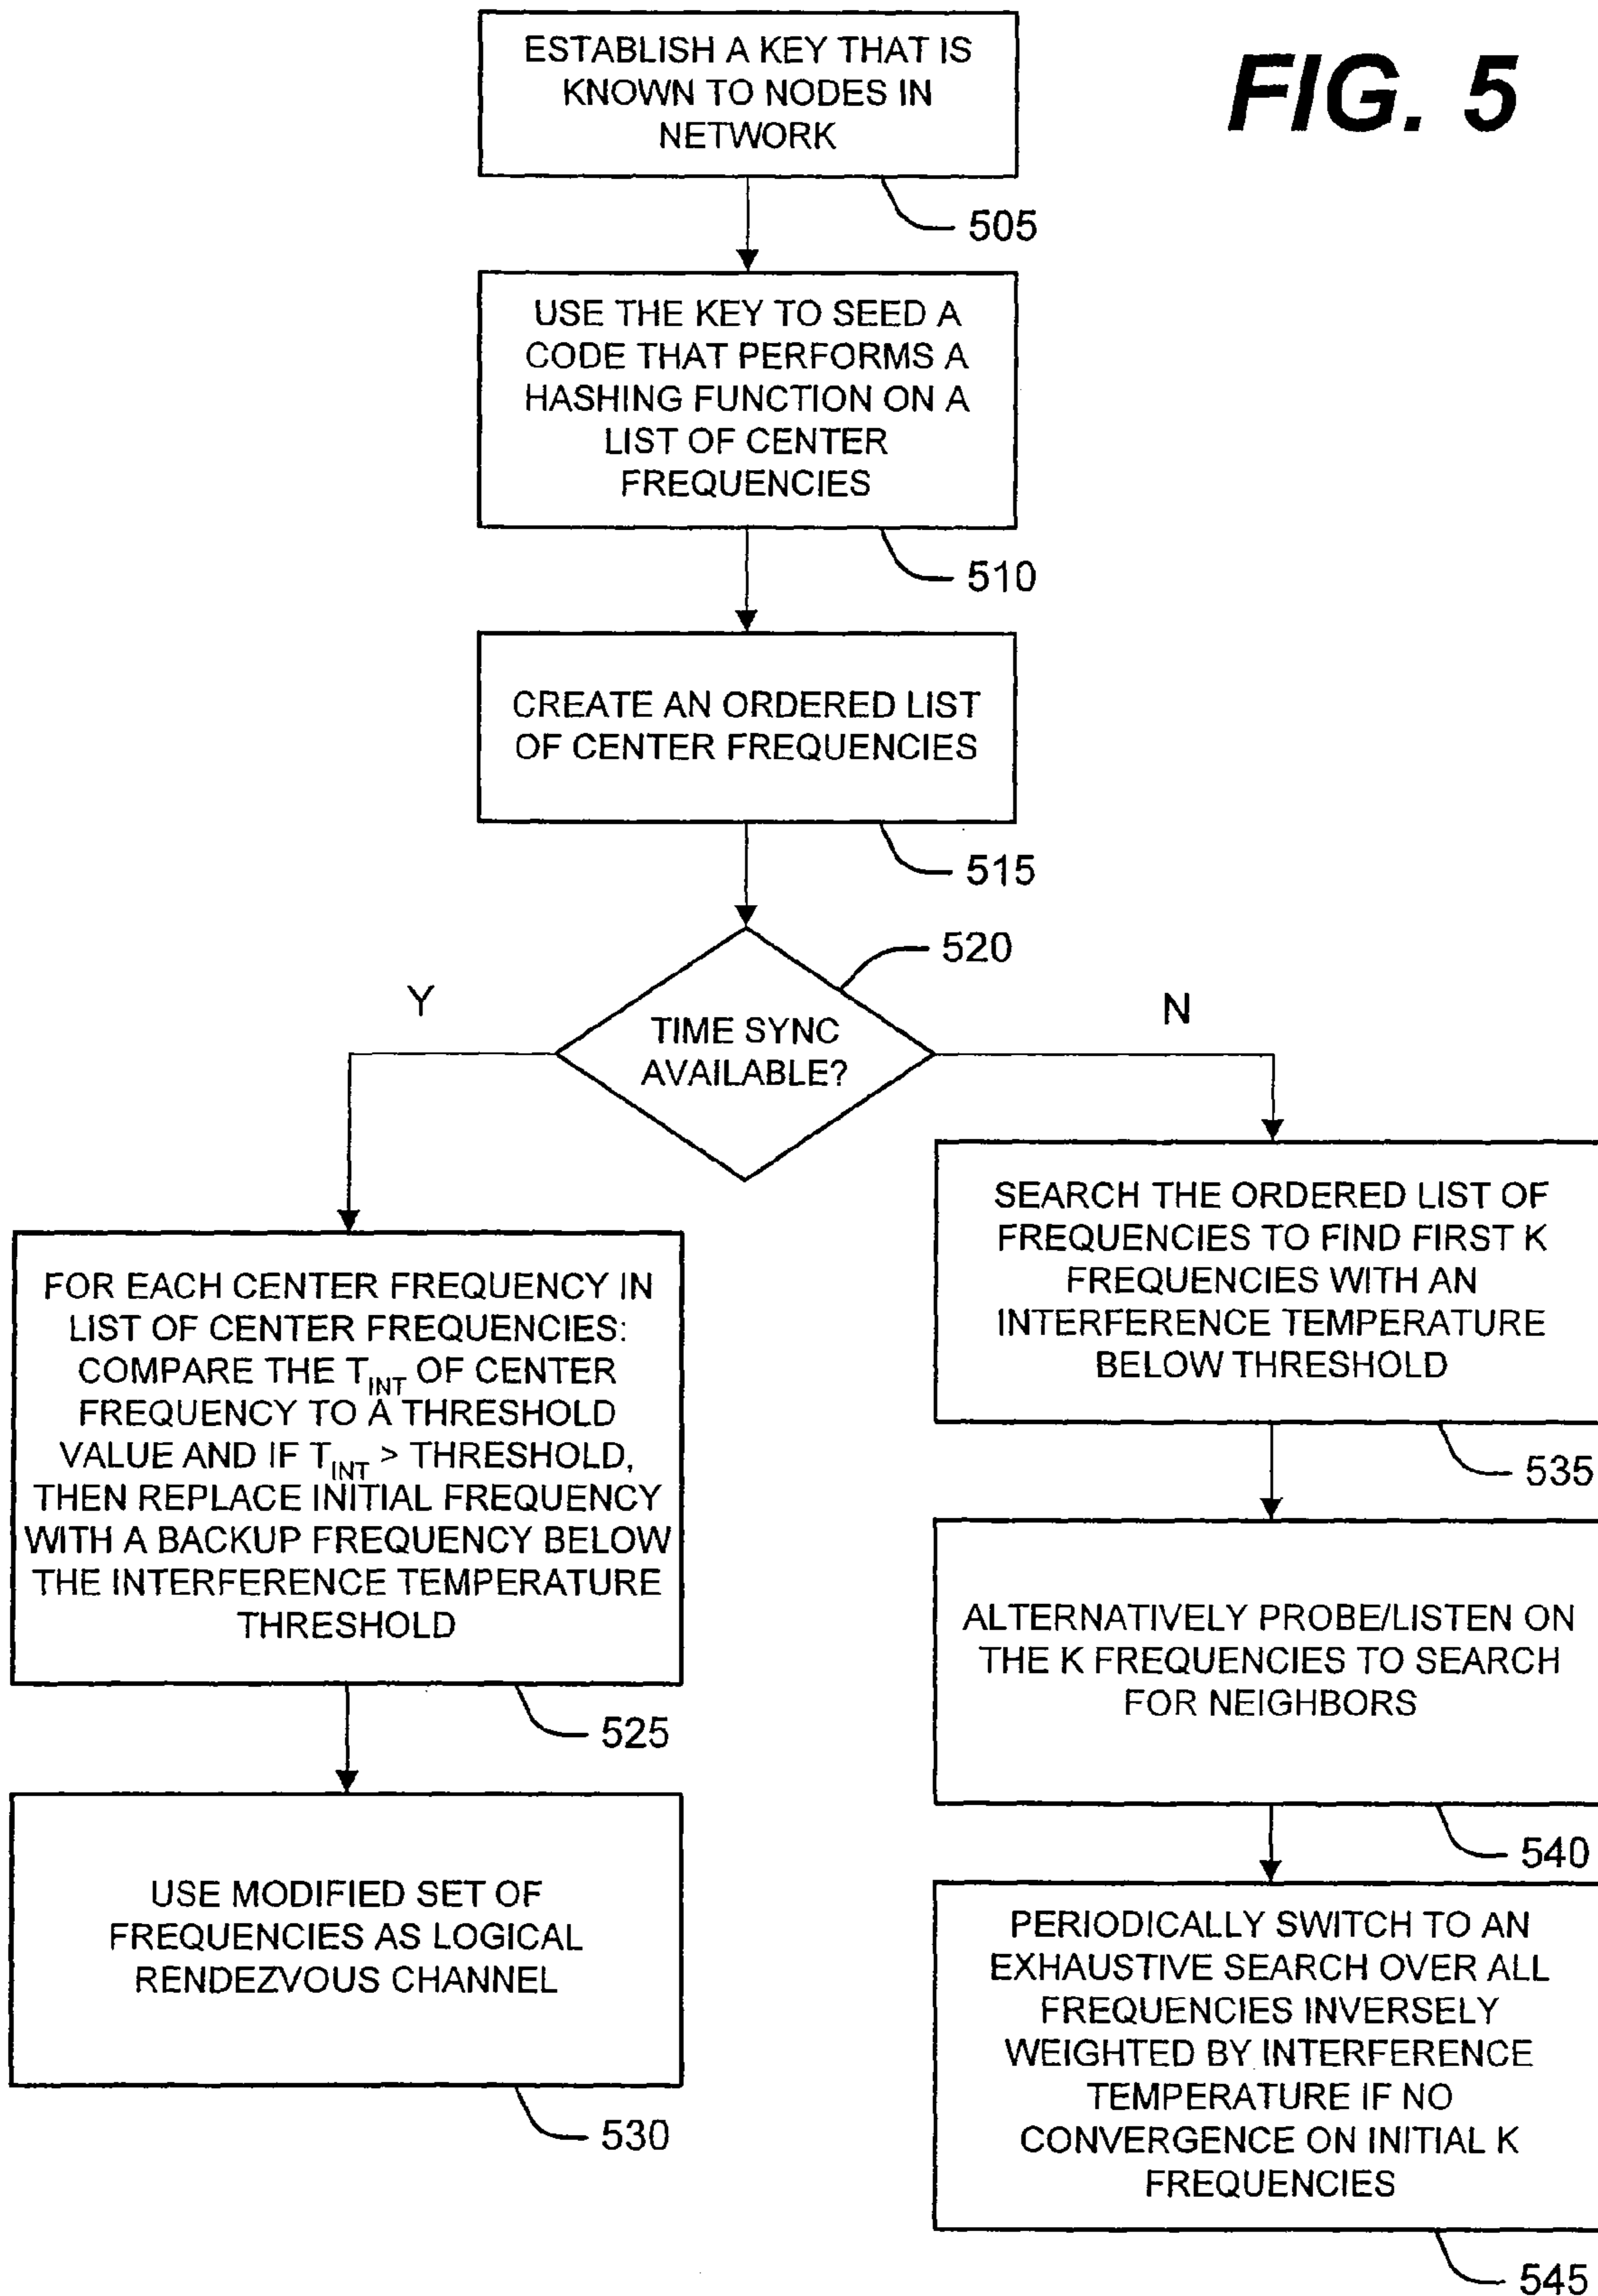 FIG. 5
ESTABLISH A KEY THAT IS
KNOWN TO NODES IN
NETWORK
505
USE THE KEY TO SEED A
CODE THAT PERFORMS A
HASHING FUNCTION ON A
LIST OF CENTER
FREQUENCIES
510
CREATE AN ORDERED LIST
OF CENTER FREQUENCIES
515
520
TIME SYNC
AVAILABLE?
Y
N
FOR EACH CENTER FREQUENCY IN
LIST OF CENTER FREQUENCIES:
COMPARE THE TINT OF CENTER
FREQUENCY TO A THRESHOLD
VALUE AND IF TINT > THRESHOLD,
THEN REPLACE INITIAL FREQUENCY
WITH A BACKUP FREQUENCY BELOW
THE INTERFERENCE TEMPERATURE
THRESHOLD
525
USE MODIFIED SET OF
FREQUENCIES AS LOGICAL
RENDEZVOUS CHANNEL
530
SEARCH THE ORDERED LIST OF
FREQUENCIES TO FIND FIRST K
FREQUENCIES WITH AN
INTERFERENCE TEMPERATURE
BELOW THRESHOLD
535
ALTERNATIVELY PROBE/LISTEN ON
THE K FREQUENCIES TO SEARCH
FOR NEIGHBORS
540
PERIODICALLY SWITCH TO AN
EXHAUSTIVE SEARCH OVER ALL
FREQUENCIES INVERSELY
WEIGHTED BY INTERFERENCE
TEMPERATURE IF NO
CONVERGENCE ON INITIAL K
FREQUENCIES
545